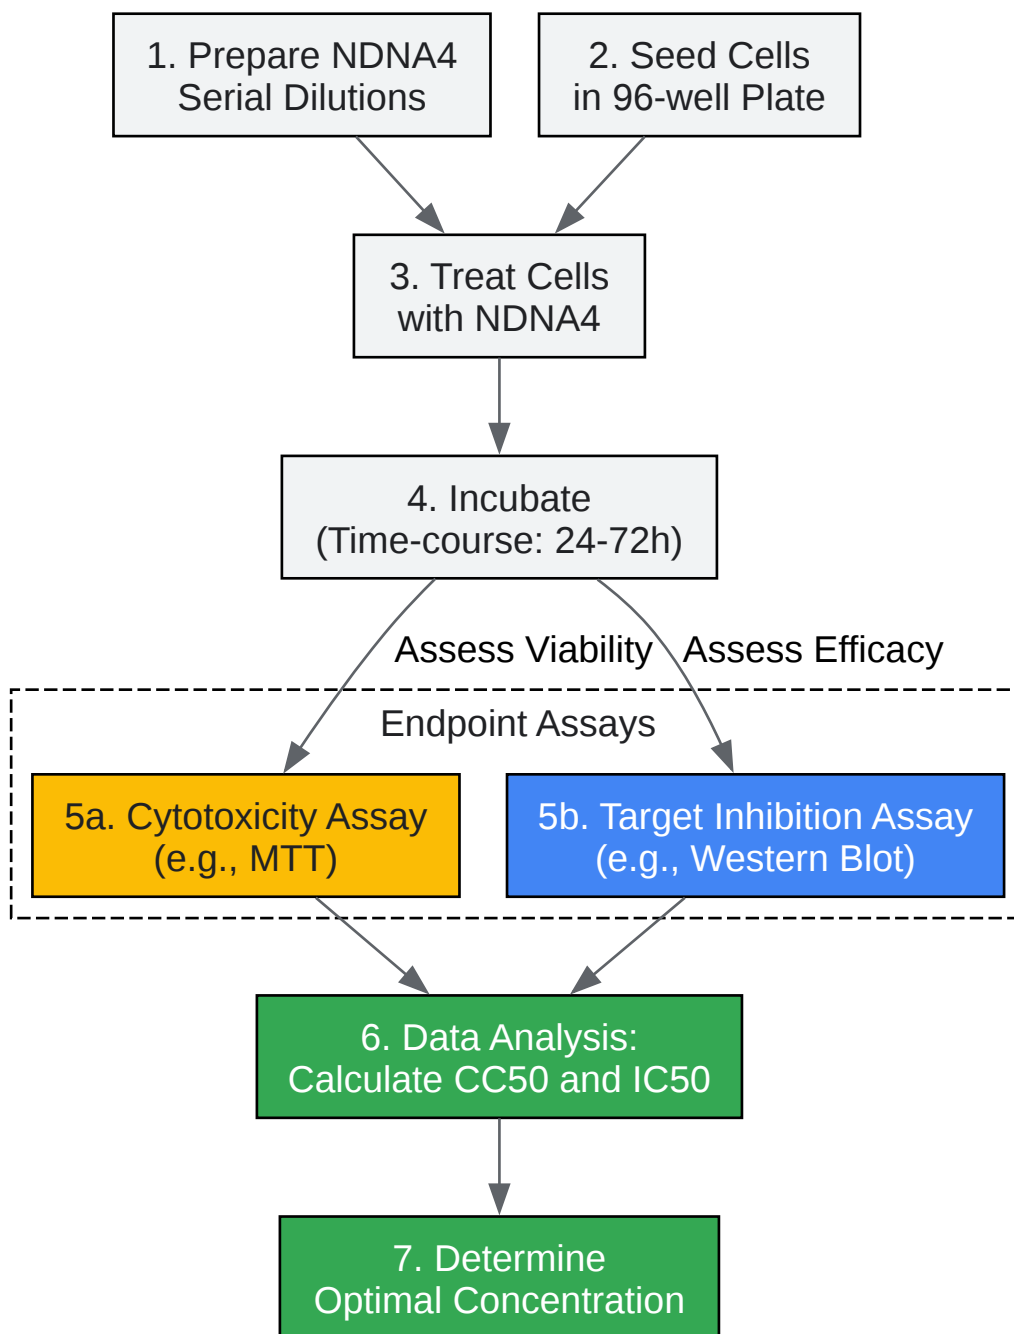 1. Prepare NDNA4
Serial Dilutions
2. Seed Cells
in 96-well Plate
3. Treat Cells
with NDNA4
4. Incubate
(Time-course: 24-72h)
Assess Viability
Assess Efficacy
Endpoint Assays
5a. Cytotoxicity Assay
(e.g., MTT)
5b. Target Inhibition Assay
(e.g., Western Blot)
6. Data Analysis:
Calculate CC50 and IC50
7. Determine
Optimal Concentration